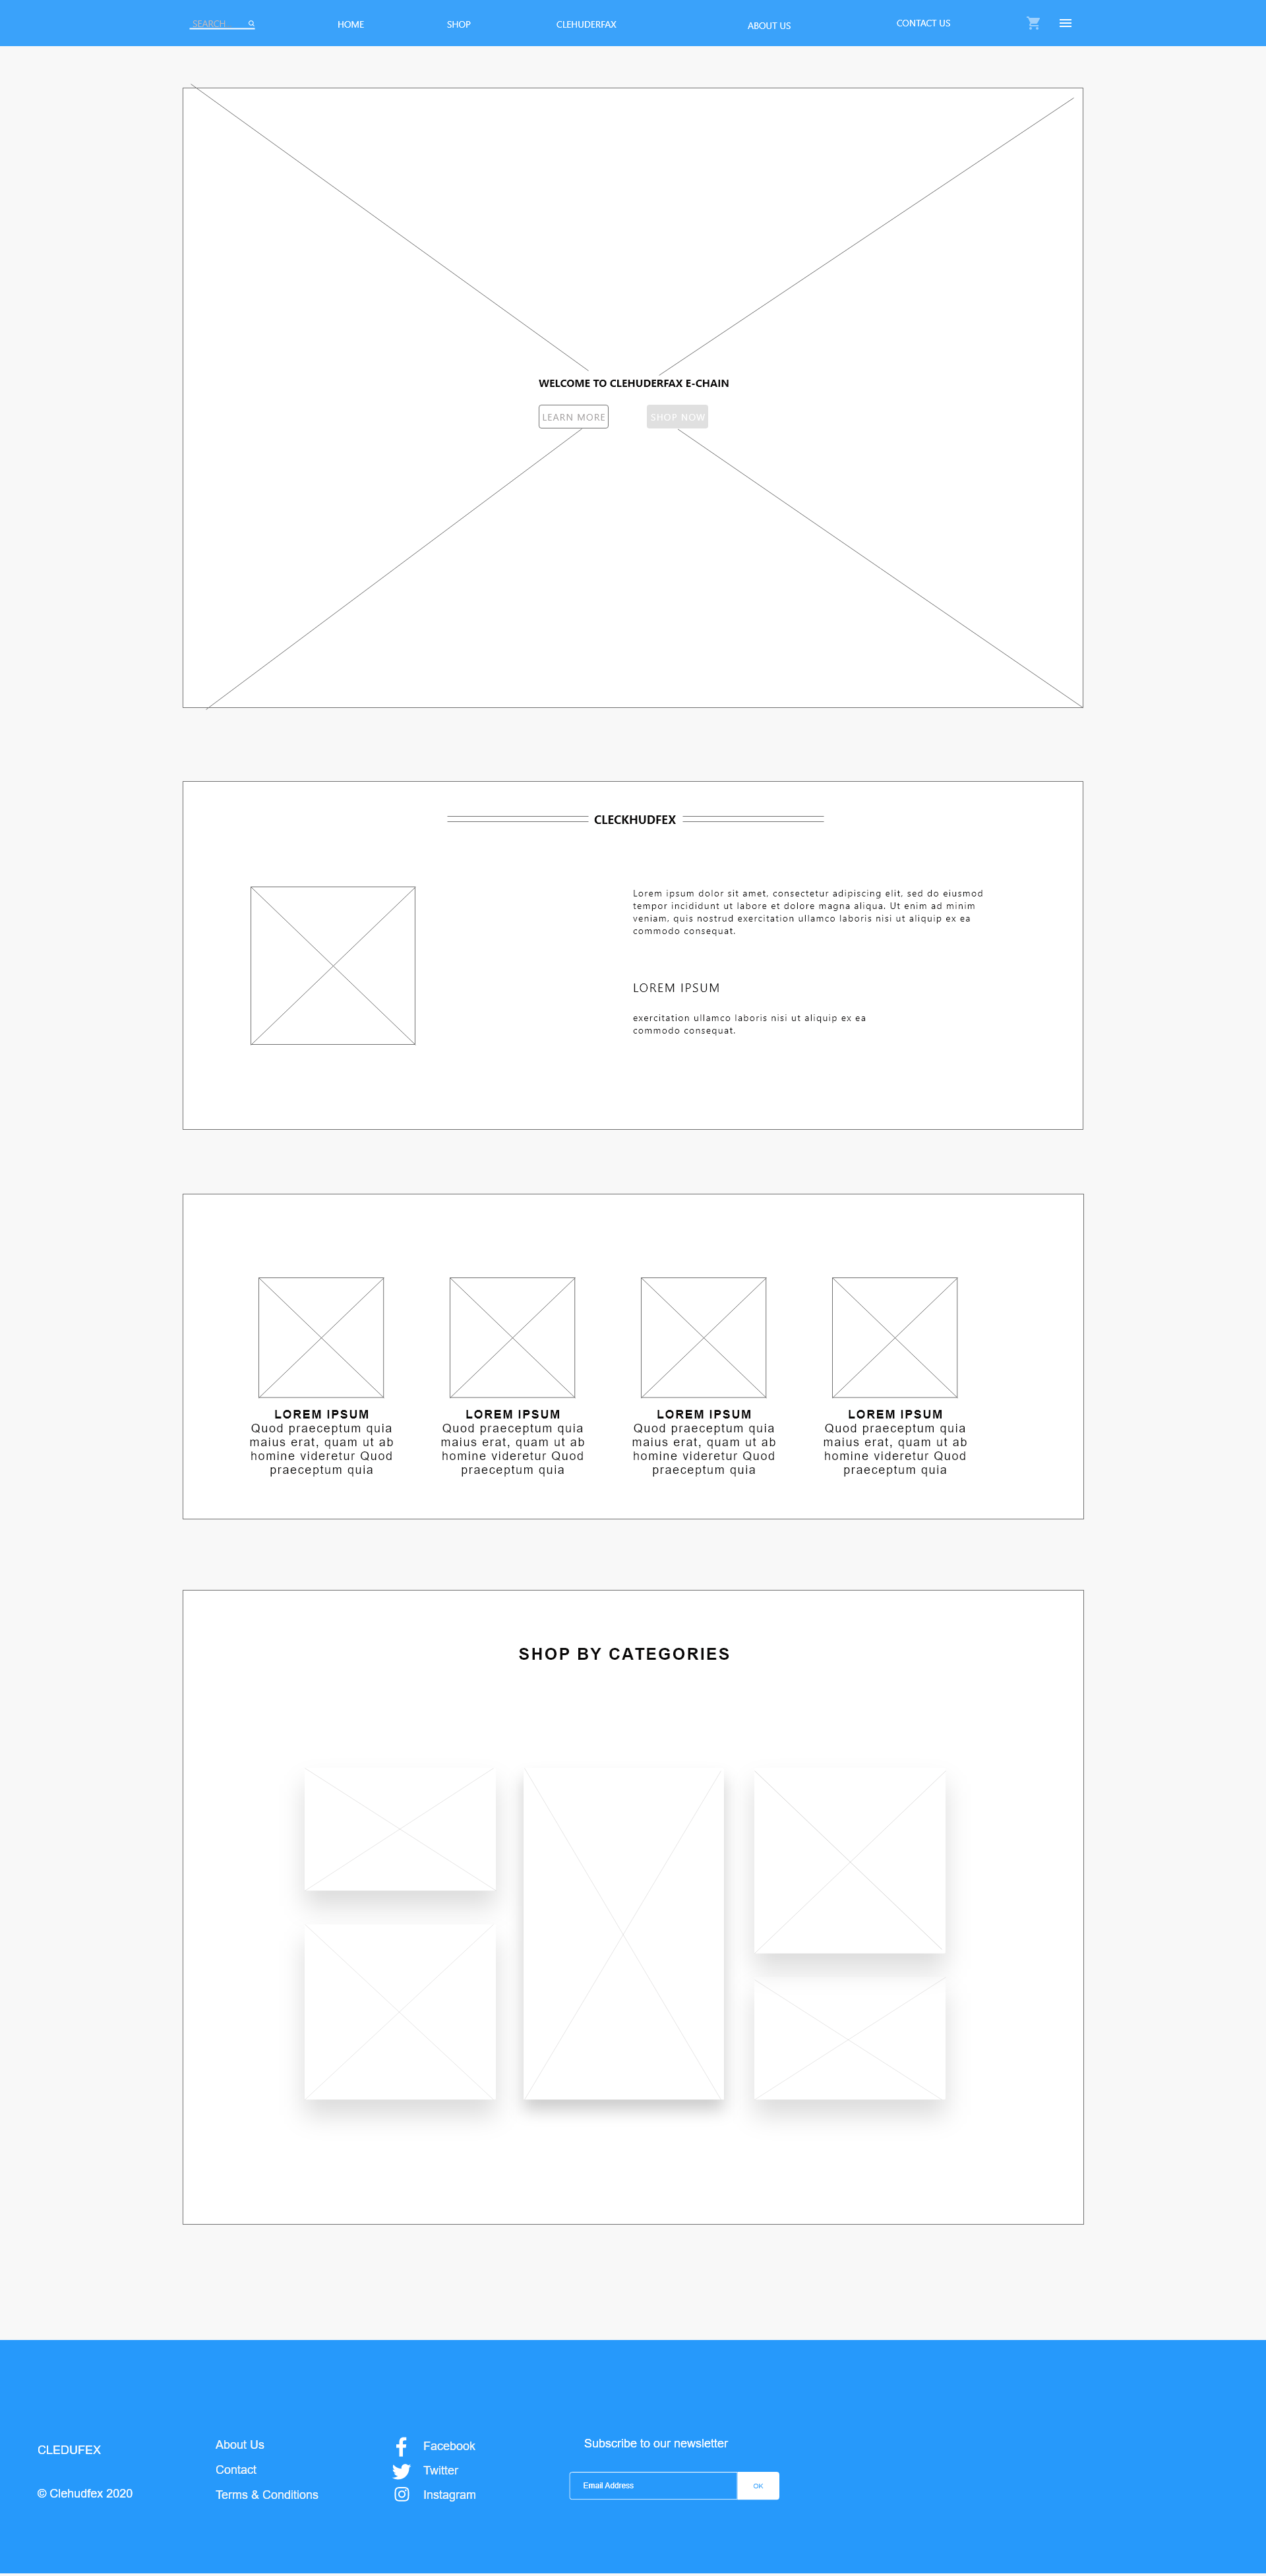 SEARCH
HOME
SHOP
CLEHUDERFAX
ABOUT US
CONTACT US
WELCOME TO CLEHUDERFAX E-CHAIN
LEARN MORE
SHOP NOW
CLECKHUDFEX
Lorem ipsum dolor sit amet, consectetur adipiscing elit, sed do eiusmod
tempor incididunt ut labore et dolore magna aliqua. Ut enim ad minim
veniam, quis nostrud exercitation ullamco laboris nisi ut aliquip ex ea
commodo consequat.
LOREM IPSUM
exercitation ullamco laboris nisi ut aliquip ex ea
commodo consequat.
LOREM IPSUM
Quod praeceptum quia
maius erat, quam ut ab
homine videretur Quod
praeceptum quia
LOREM IPSUM
Quod praeceptum quia
maius erat, quam ut ab
homine videretur Quod
praeceptum quia
LOREM IPSUM
Quod praeceptum quia
maius erat, quam ut ab
homine videretur Quod
praeceptum quia
LOREM IPSUM
Quod praeceptum quia
maius erat, quam ut ab
homine videretur Quod
praeceptum quia
SHOP BY CATEGORIES
CLEDUFEX
© Clehudfex 2020
About Us
Contact
Terms & Conditions
Facebook
Twitter
Instagram
Subscribe to our newsletter
Email Address
OK